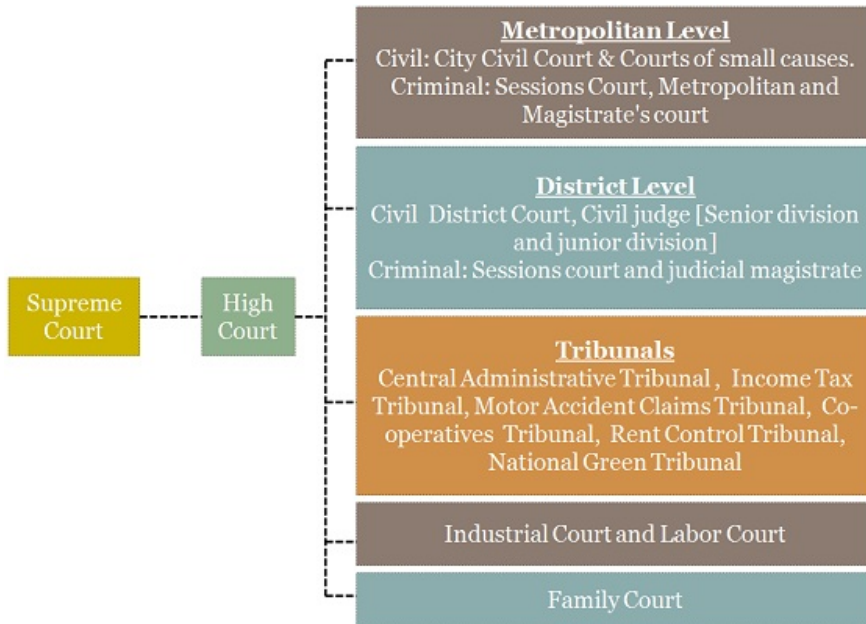 Supreme
Court
High
Court
Metropolitan Level
Civil: City Civil Court & Courts of small causes.
Criminal: Sessions Court, Metropolitan and
Magistrate's court
District Level
Civil District Court, Civil judge [Senior division
and junior division]
Criminal: Sessions court and judicial magistrate
Tribunals
Central Administrative Tribunal , Income Tax
Tribunal, Motor Accident Claims Tribunal, Co-
operatives Tribunal, Rent Control Tribunal,
National Green Tribunal
Industrial Court and Labor Court
Family Court